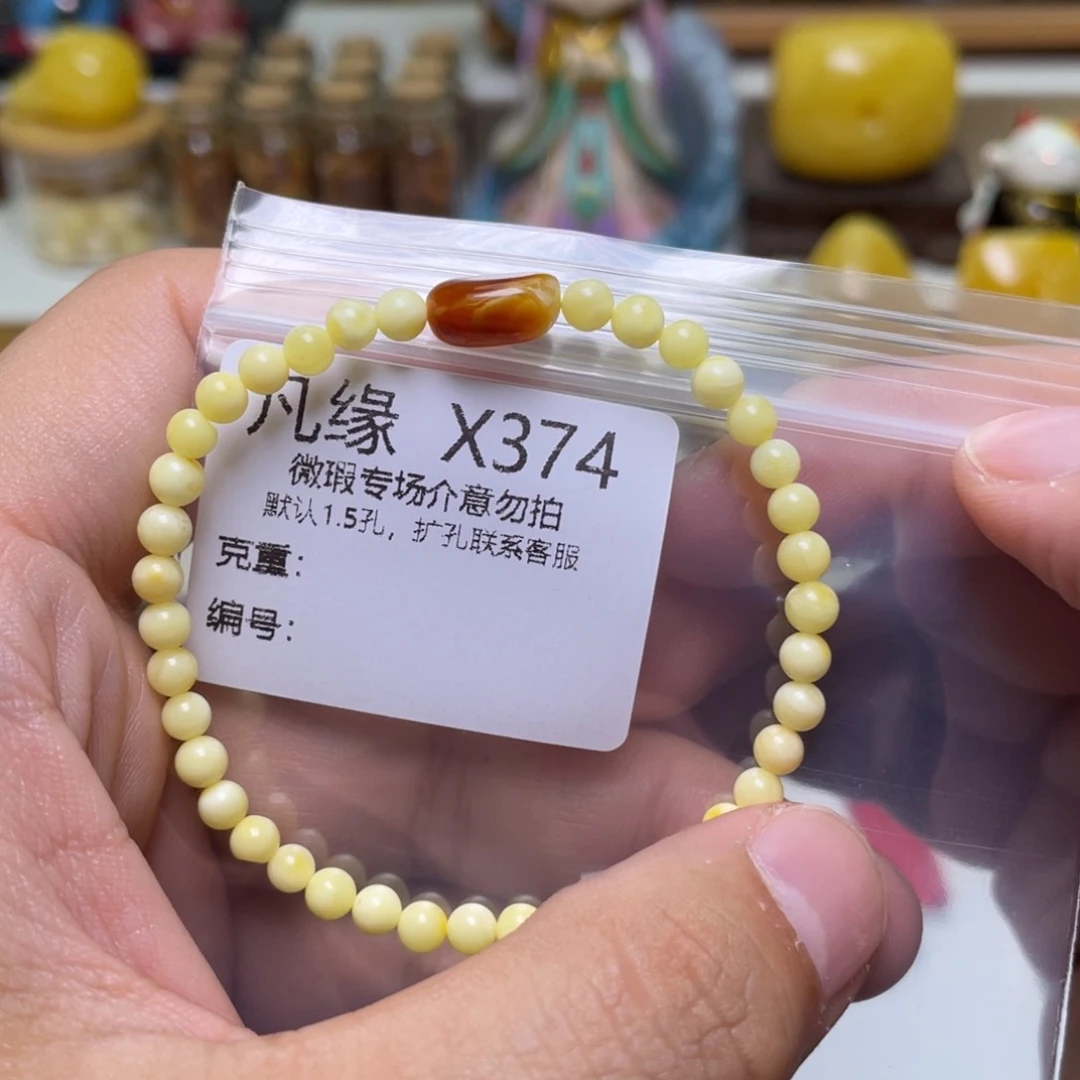 凡缘 X374
微瑕专场介意勿拍
默认1.5孔，扩孔联系客服
克重：
编号：